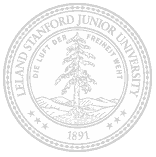 LELAND STANFORD JUNIOR UNIVERSITY
DIE LUFT DER FREIHEIT WEHT
1891